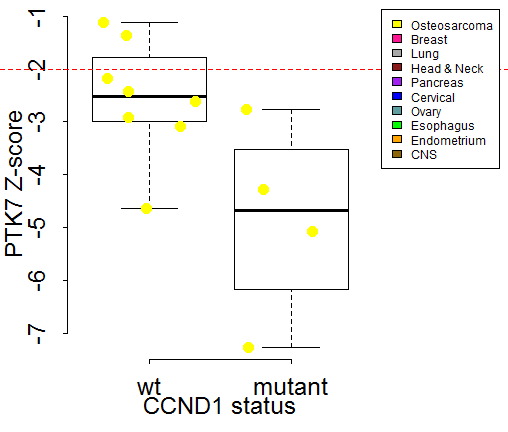 -1
-2
-3
-4
-5
-6
-7
PTK7 Z-score
wt
mutant
CCND1 status
Osteosarcoma
Breast
Lung
Head & Neck
Pancreas
Cervical
Ovary
Esophagus
Endometrium
CNS